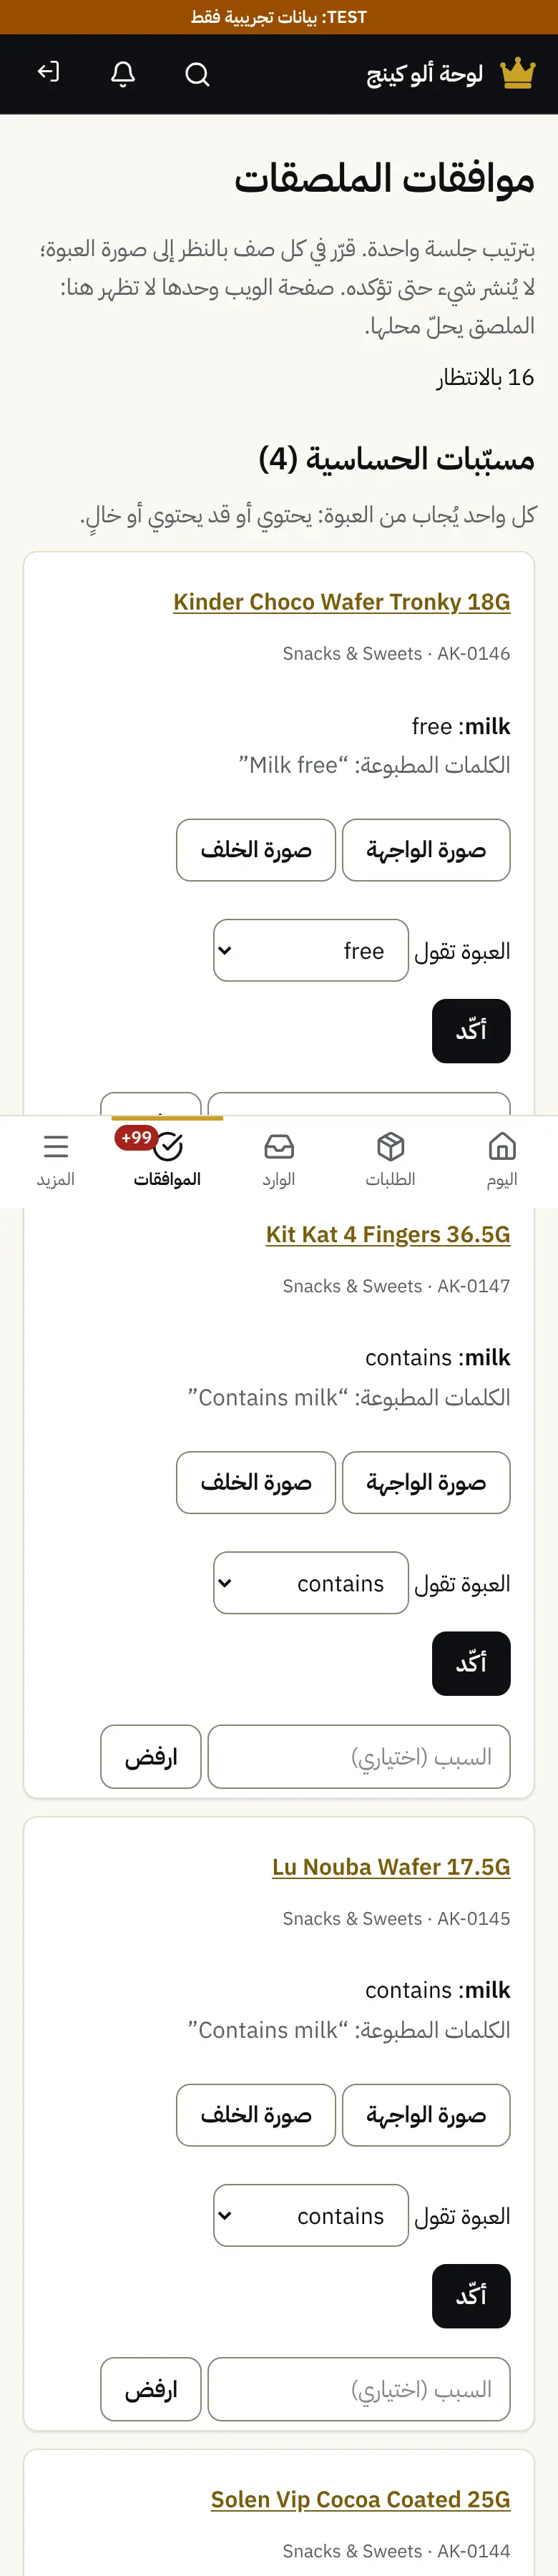 TEST: بيانات تجريبية فقط
لوحة ألو كينج
موافقات الملصقات
بترتيب جلسة واحدة. قرّر في كل صف بالنظر إلى صورة العبوة؛
لا يُنشر شيء حتى تؤكده. صفحة الويب وحدها لا تظهر هنا:
الملصق يحلّ محلها.
16 بالانتظار
مسبّبات الحساسية (4)
كل واحد يُجاب من العبوة: يحتوي أو قد يحتوي أو خالٍ.
Kinder Choco Wafer Tronky 18G
Snacks & Sweets · AK-0146
milk: free
الكلمات المطبوعة: “Milk free”
صورة الواجهة
صورة الخلف
العبوة تقول
free
أكّد
اليوم
الطلبات
الوارد
الموافقات
99+
المزيد
Kit Kat 4 Fingers 36.5G
Snacks & Sweets · AK-0147
milk: contains
الكلمات المطبوعة: “Contains milk”
صورة الواجهة
صورة الخلف
العبوة تقول
contains
أكّد
السبب (اختياري)
ارفض
Lu Nouba Wafer 17.5G
Snacks & Sweets · AK-0145
milk: contains
الكلمات المطبوعة: “Contains milk”
صورة الواجهة
صورة الخلف
العبوة تقول
contains
أكّد
السبب (اختياري)
ارفض
Solen Vip Cocoa Coated 25G
Snacks & Sweets · AK-0144